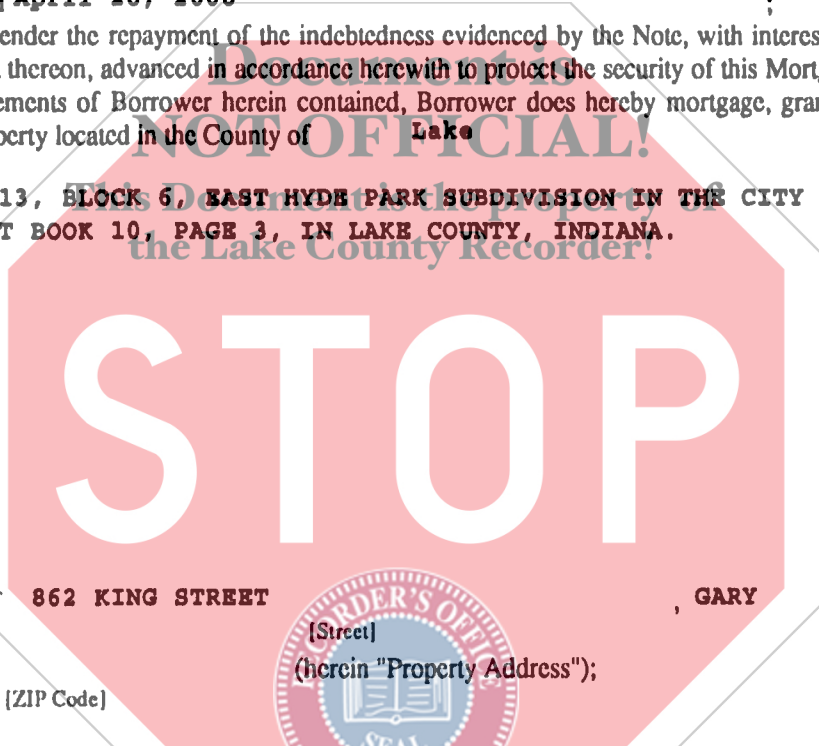 ender the repayment of the indebtedness evidenced by the Note, with interes
thereon, advanced in accordance herewith to protect the security of this Mort
Document is
ements of Borrower herein contained, Borrower does hereby mortgage, gran
perty located in the County of Lake
NOT OFFICIAL!
13, BLOCK 6, EAST HYDE PARK SUBDIVISION IN THE CITY
This Document is the property of
T BOOK 10, PAGE 3, IN LAKE COUNTY, INDIANA.
the Lake County Recorder!
STOP
862 KING STREET , GARY
[Street]
(herein "Property Address");
[ZIP Code]
RECORDER'S OFFICE
SEAL